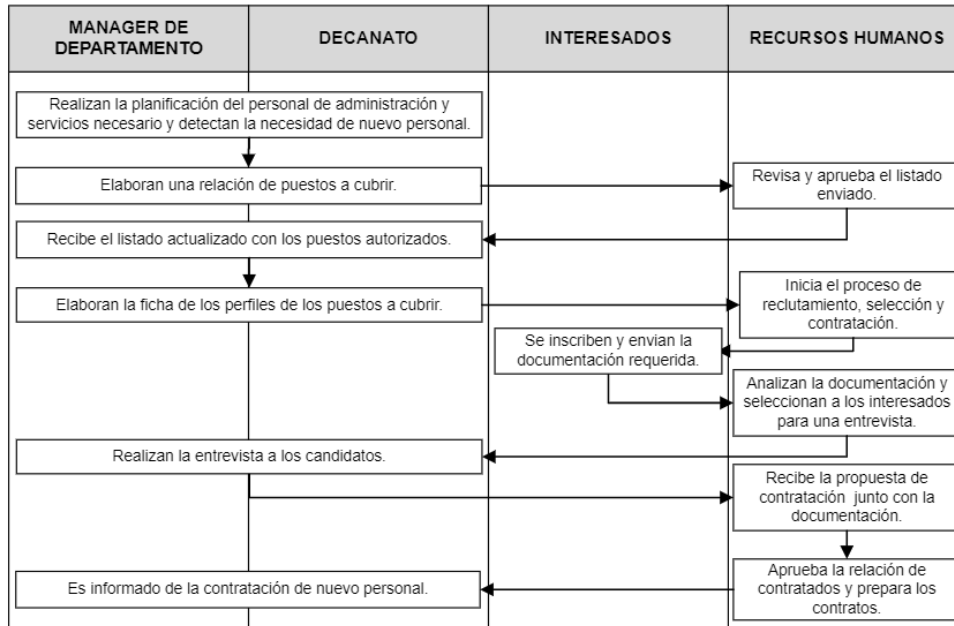 MANAGER DE
DEPARTAMENTO
DECANATO
INTERESADOS
RECURSOS HUMANOS
Realizan la planificación del personal de administración y
servicios necesario y detectan la necesidad de nuevo personal.
Elaboran una relación de puestos a cubrir.
Revisa y aprueba el listado
enviado.
Recibe el listado actualizado con los puestos autorizados.
Elaboran la ficha de los perfiles de los puestos a cubrir.
Inicia el proceso de
reclutamiento, selección y
contratación.
Se inscriben y envian la
documentación requerida.
Analizan la documentación y
seleccionan a los interesados
para una entrevista.
Realizan la entrevista a los candidatos.
Recibe la propuesta de
contratación junto con la
documentación.
Aprueba la relación de
contratados y prepara los
contratos.
Es informado de la contratación de nuevo personal.